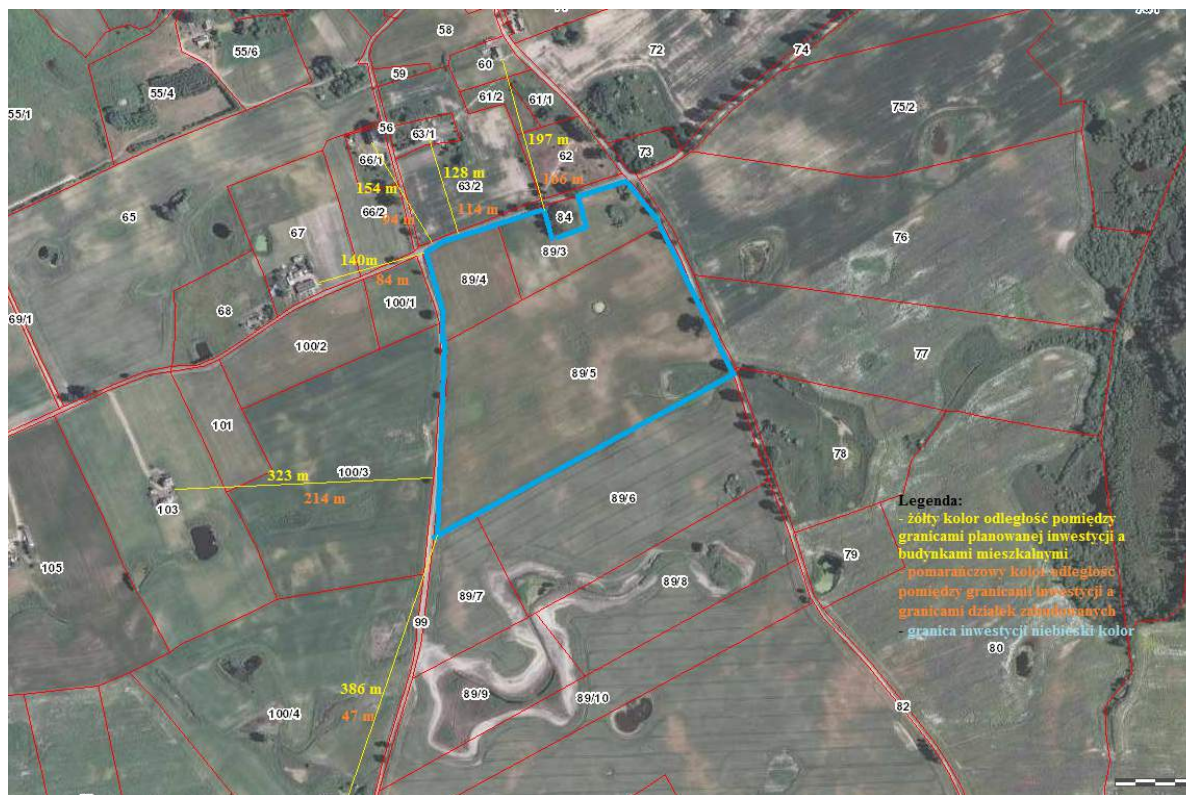 58
72
74
55/6
60
59
55/4
61/2
61/1
75/2
55/1
56
63/1
197 m
73
62
66/1
128 m
106 m
154 m
63/2
65
66/2
114 m
84
94 m
76
67
89/3
140m
84 m
89/4
100/1
68
69/1
100/2
77
89/5
101
78
323 m
100/3
214 m
89/6
103
Legenda:
- żółty kolor odległość pomiędzy
granicami planowanej inwestycji a
budynkami mieszkalnymi
- pomarańczowy kolor odległość
pomiędzy granicami inwestycji a
granicami działek zabudowanych
- granica inwestycji niebieski kolor
79
105
89/8
89/7
99
80
386 m
89/9
89/10
82
100/4
47 m